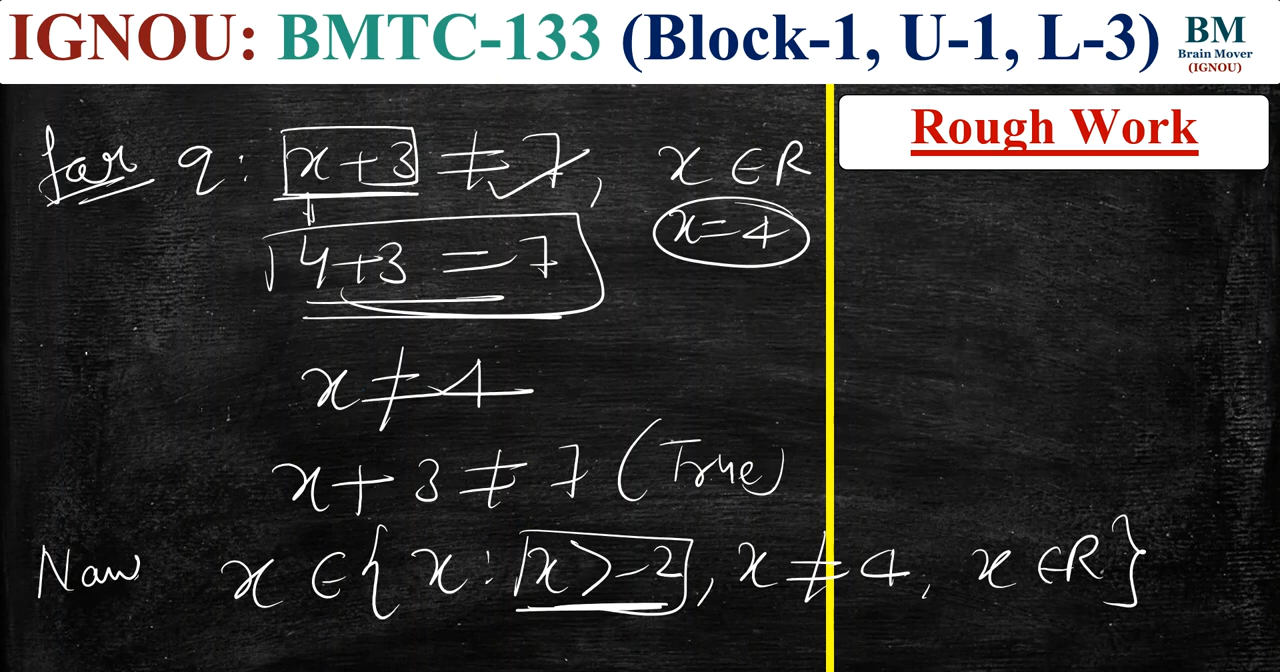 IGNOU: BMTC-133 (Block-1, U-1, L-3)
BM
Brain Mover
(IGNOU)
Rough Work
for q: x+3 ≠ 7, x ∈ R
x = 4
4+3 = 7
x ≠ 4
x + 3 ≠ 7 (True)
Now x ∈ { x : x > -2, x ≠ 4, x ∈ R }